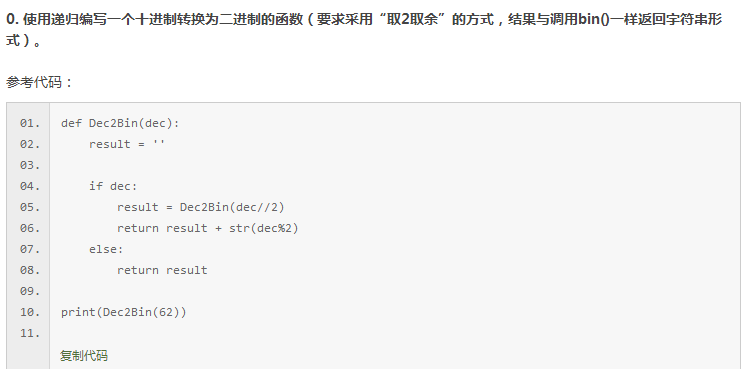 0. 使用递归编写一个十进制转换为二进制的函数（要求采用“取2取余”的方式，结果与调用bin()一样返回字符串形
式）。
参考代码：
01. def Dec2Bin(dec):
02.     result = ''
03.
04.     if dec:
05.         result = Dec2Bin(dec//2)
06.         return result + str(dec%2)
07.     else:
08.         return result
09.
10. print(Dec2Bin(62))
11.
复制代码